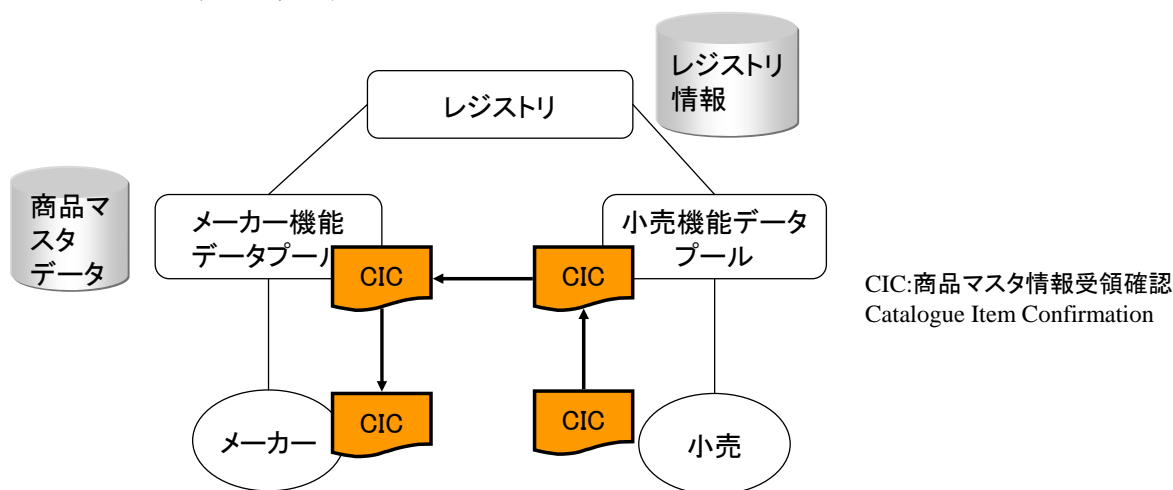 レジストリ
情報
レジストリ
商品マ
スタ
データ
メーカー機能
データプール
小売機能データ
プール
CIC
CIC
CIC:商品マスタ情報受領確認
Catalogue Item Confirmation
メーカー
CIC
CIC
小売